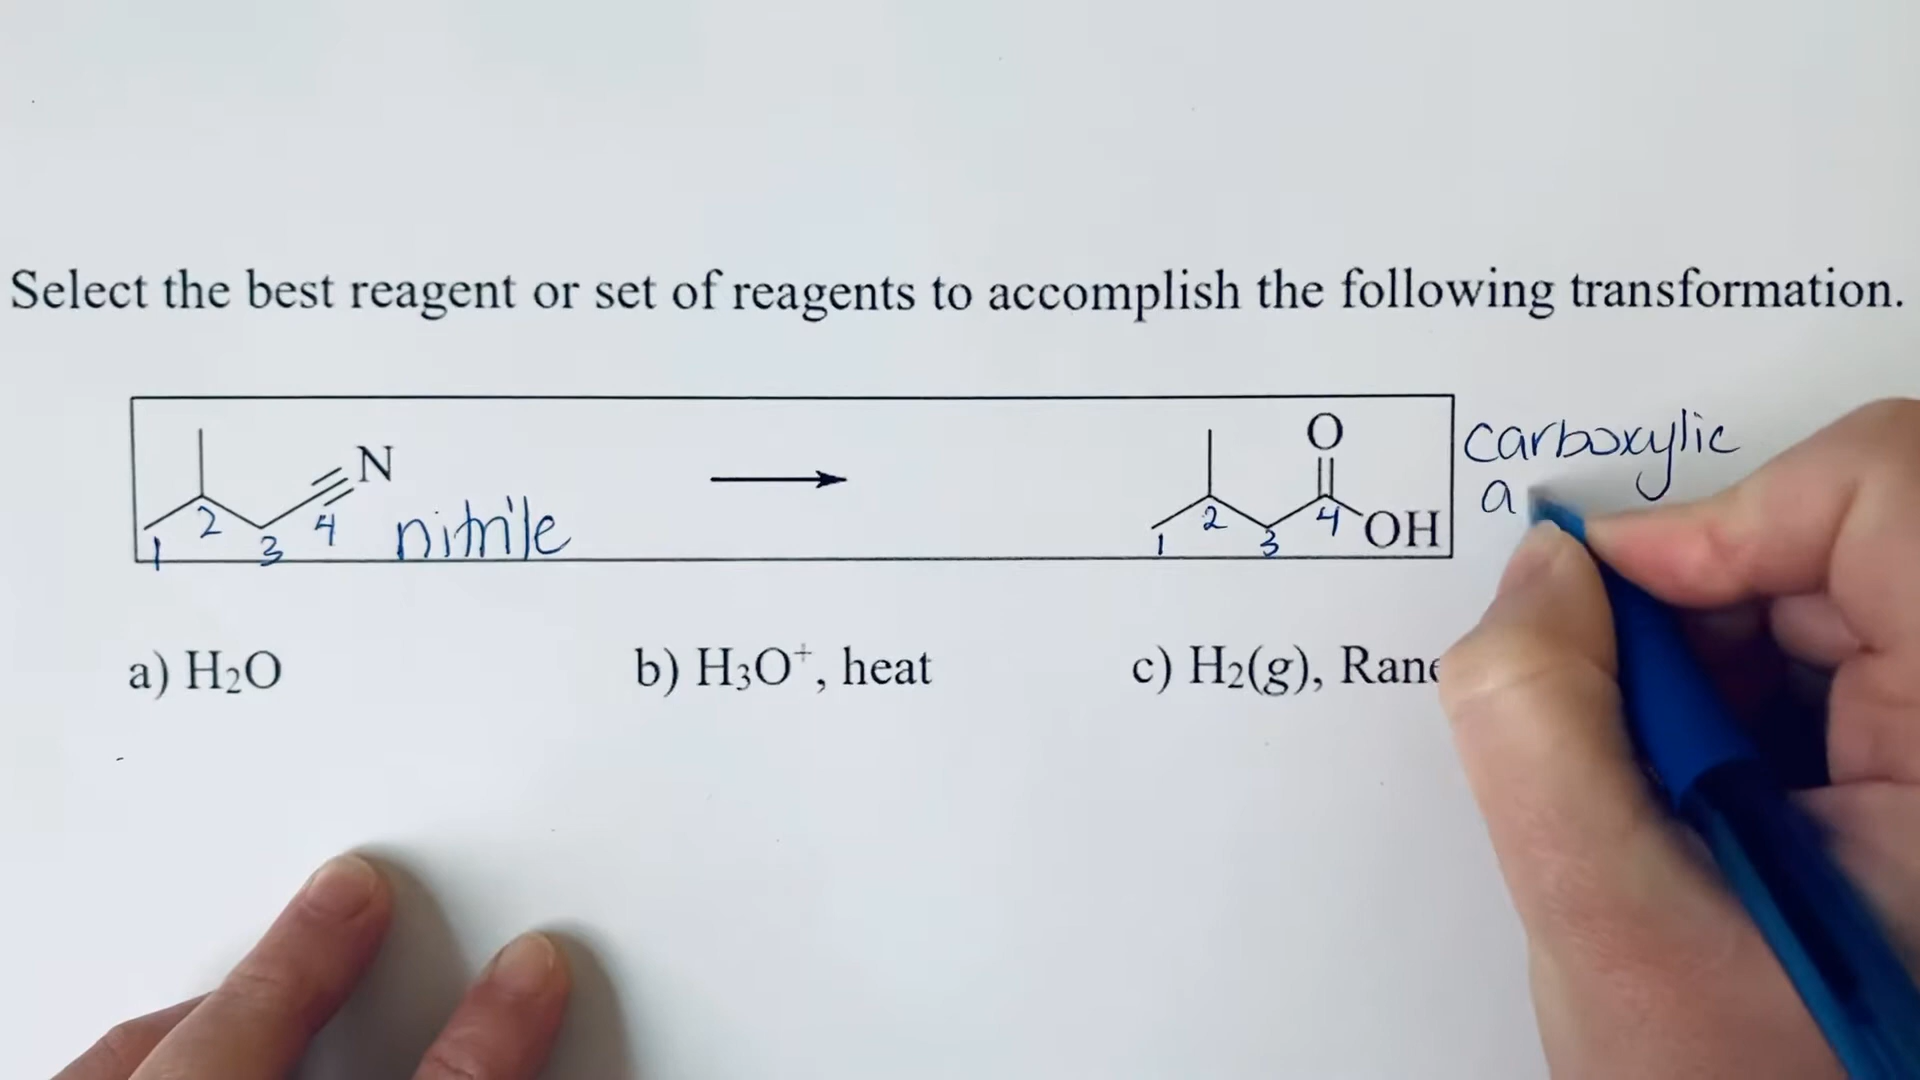 Select the best reagent or set of reagents to accomplish the following transformation.
N
O
OH
1 2 3 4 nitrile
1 2 3 4
carboxylic
a
a) H₂O b) H₃O⁺, heat c) H₂(g),